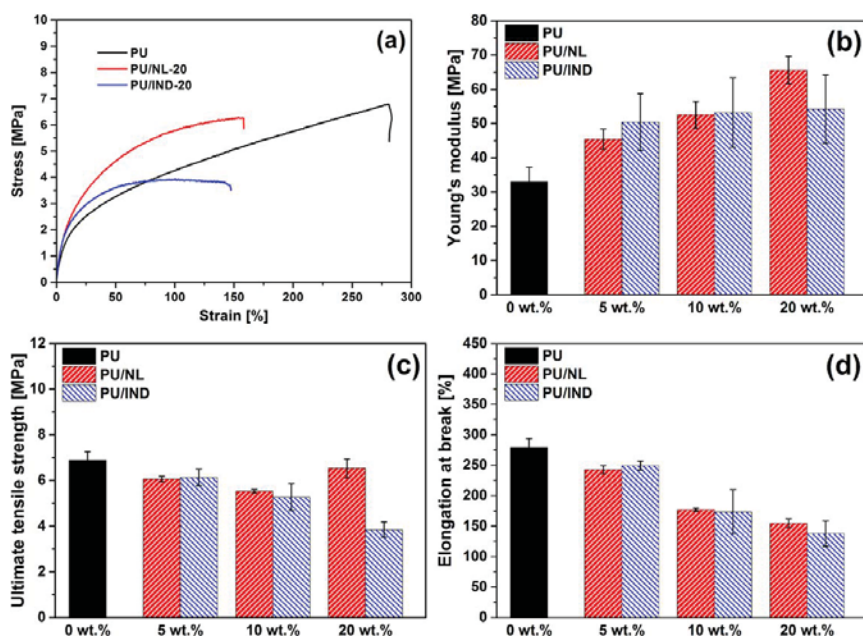 (a)
PU
PU/NL-20
PU/IND-20
Stress [MPa]
10
9
8
7
6
5
4
3
2
1
0
0 50 100 150 200 250 300
Strain [%]
(b)
PU
PU/NL
PU/IND
Young's modulus [MPa]
80
70
60
50
40
30
20
10
0
0 wt.% 5 wt.% 10 wt.% 20 wt.%
(c)
PU
PU/NL
PU/IND
Ultimate tensile strength [MPa]
12
10
8
6
4
2
0
0 wt.% 5 wt.% 10 wt.% 20 wt.%
(d)
PU
PU/NL
PU/IND
Elongation at break [%]
450
400
350
300
250
200
150
100
50
0
0 wt.% 5 wt.% 10 wt.% 20 wt.%